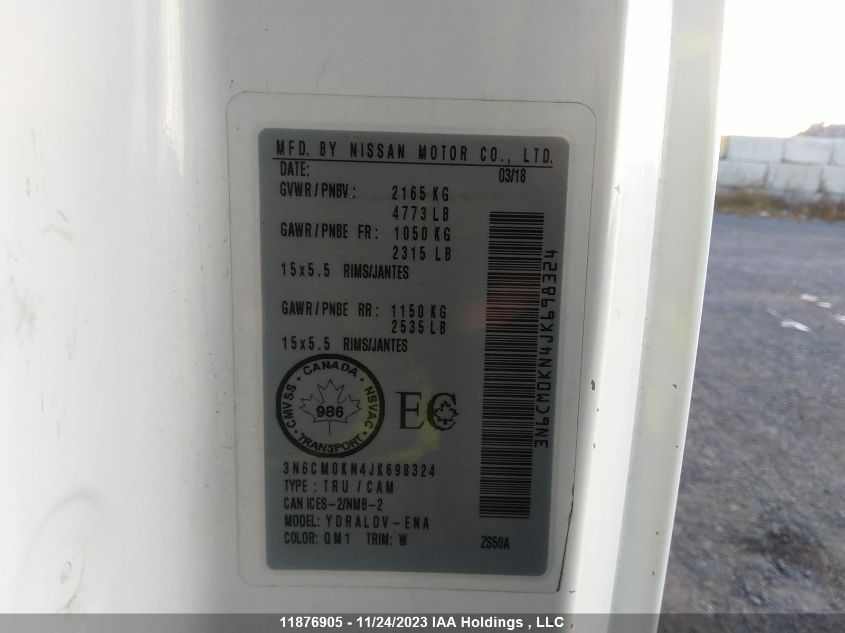 MFD. BY NISSAN MOTOR CO., LTD.
DATE: 03/18
GVWR/PNBV: 2165 KG
4773 LB
GAWR/PNBE FR: 1050 KG
2315 LB
15x5.5 RIMS/JANTES
GAWR/PNBE RR: 1150 KG
2535 LB
15x5.5 RIMS/JANTES
CANADA
CMVSS NSVAC
986
TRANSPORT
EC
3N6CM0KN4JK698324
TYPE: TRU / CAM
CAN ICES-2/NMB-2
MODEL: YDRALDV-ENA
COLOR: QM1 TRIM: W ZS50A
3N6CM0KN4JK698324
11876905 - 11/24/2023 IAA Holdings , LLC